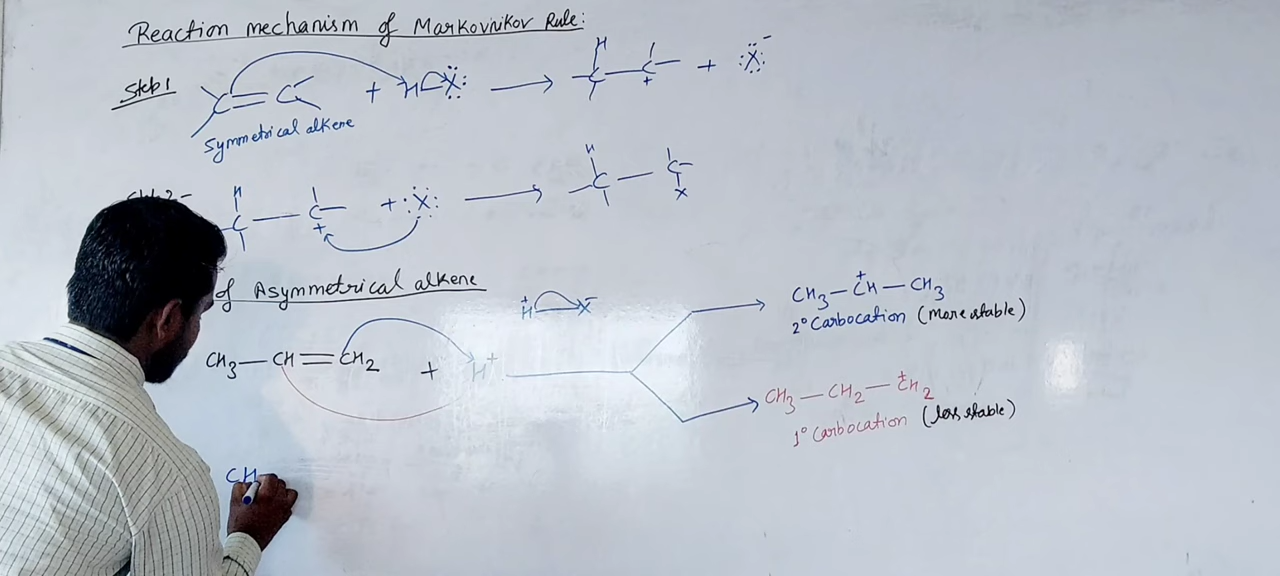 Reaction mechanism of Markovnikov Rule:
Step 1
C = C + H X: → H C — C + + :X:-
Symmetrical alkene
H C — C + + :X: → H C — C X
of Asymmetrical alkene
H+ X-
CH3 — CH = CH2 + H+
CH3 — C+H — CH3
2° Carbocation (more stable)
CH3 — CH2 — C+H2
1° Carbocation (less stable)
CH